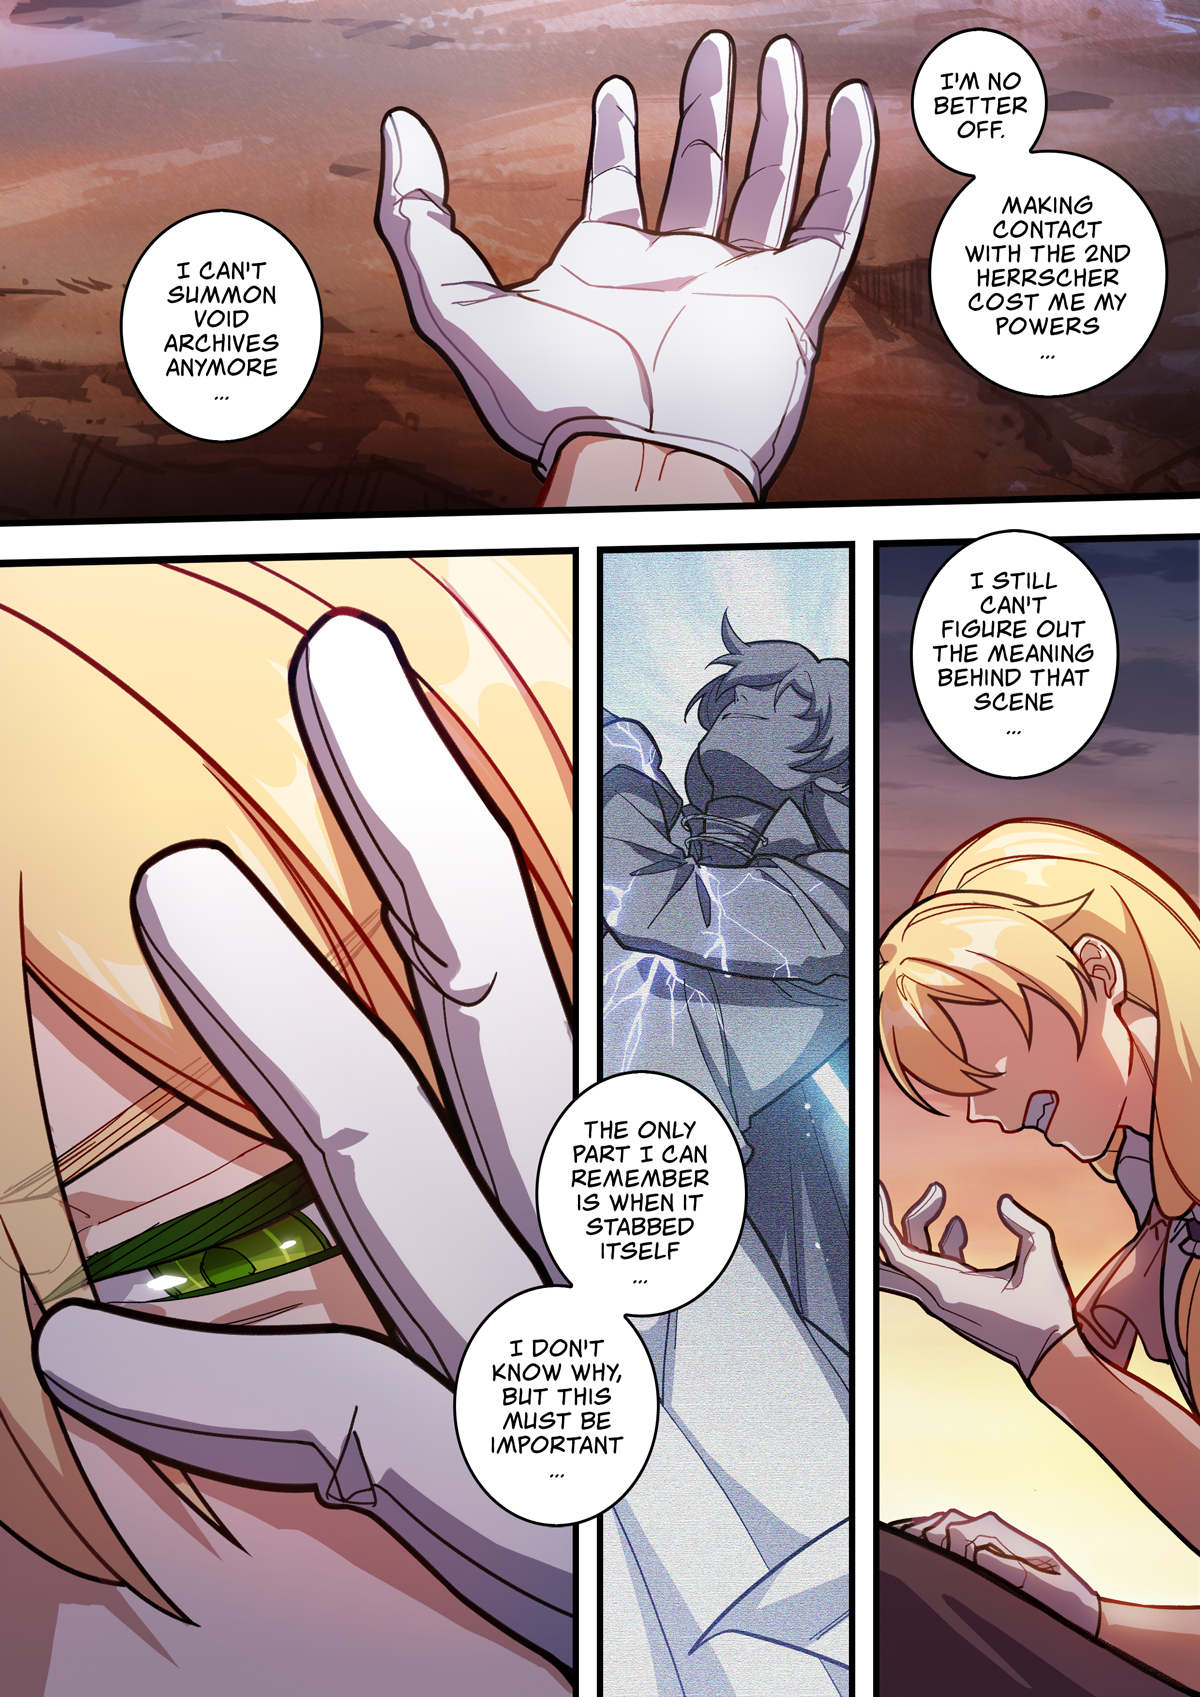 I'M NO
BETTER
OFF.
MAKING
CONTACT
WITH THE 2ND
HERRSCHER
COST ME MY
POWERS
...
I CAN'T
SUMMON
VOID
ARCHIVES
ANYMORE
...
I STILL
CAN'T
FIGURE OUT
THE MEANING
BEHIND THAT
SCENE
...
THE ONLY
PART I CAN
REMEMBER
IS WHEN IT
STABBED
ITSELF
...
I DON'T
KNOW WHY,
BUT THIS
MUST BE
IMPORTANT
...